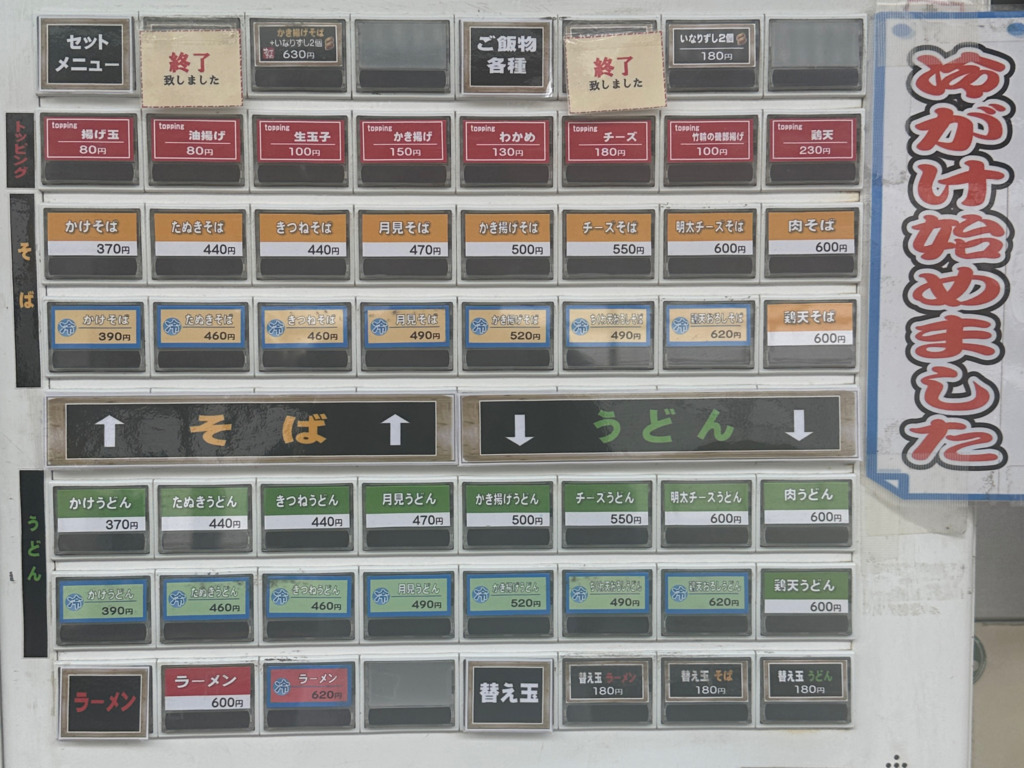 セット
メニュー
終了
致しました
かき揚げそば
+いなりずし2個
630円
ご飯物
各種
終了
致しました
いなりずし2個
180円
トッピング
topping
揚げ玉
80円
topping
油揚げ
80円
topping
生玉子
100円
topping
かき揚げ
150円
topping
わかめ
130円
topping
チーズ
180円
topping
竹輪の磯部揚げ
100円
topping
鶏天
230円
そば
かけそば
370円
たぬきそば
440円
きつねそば
440円
月見そば
470円
かき揚げそば
500円
チーズそば
550円
明太チーズそば
600円
肉そば
600円
冷
かけそば
390円
冷
たぬきそば
460円
冷
きつねそば
460円
冷
月見そば
490円
冷
かき揚げそば
520円
冷
490円
冷
鶏天おろしそば
620円
鶏天そば
600円
↑ そば ↑
↓ うどん ↓
うどん
かけうどん
370円
たぬきうどん
440円
きつねうどん
440円
月見うどん
470円
かき揚げうどん
500円
チーズうどん
550円
明太チーズうどん
600円
肉うどん
600円
冷
かけうどん
390円
冷
たぬきうどん
460円
冷
きつねうどん
460円
冷
月見うどん
490円
冷
かき揚げうどん
520円
冷
490円
冷
鶏天おろしうどん
620円
鶏天うどん
600円
ラーメン
ラーメン
600円
冷
ラーメン
620円
替え玉
替え玉 ラーメン
180円
替え玉 そば
180円
替え玉 うどん
180円
冷がけ始めました